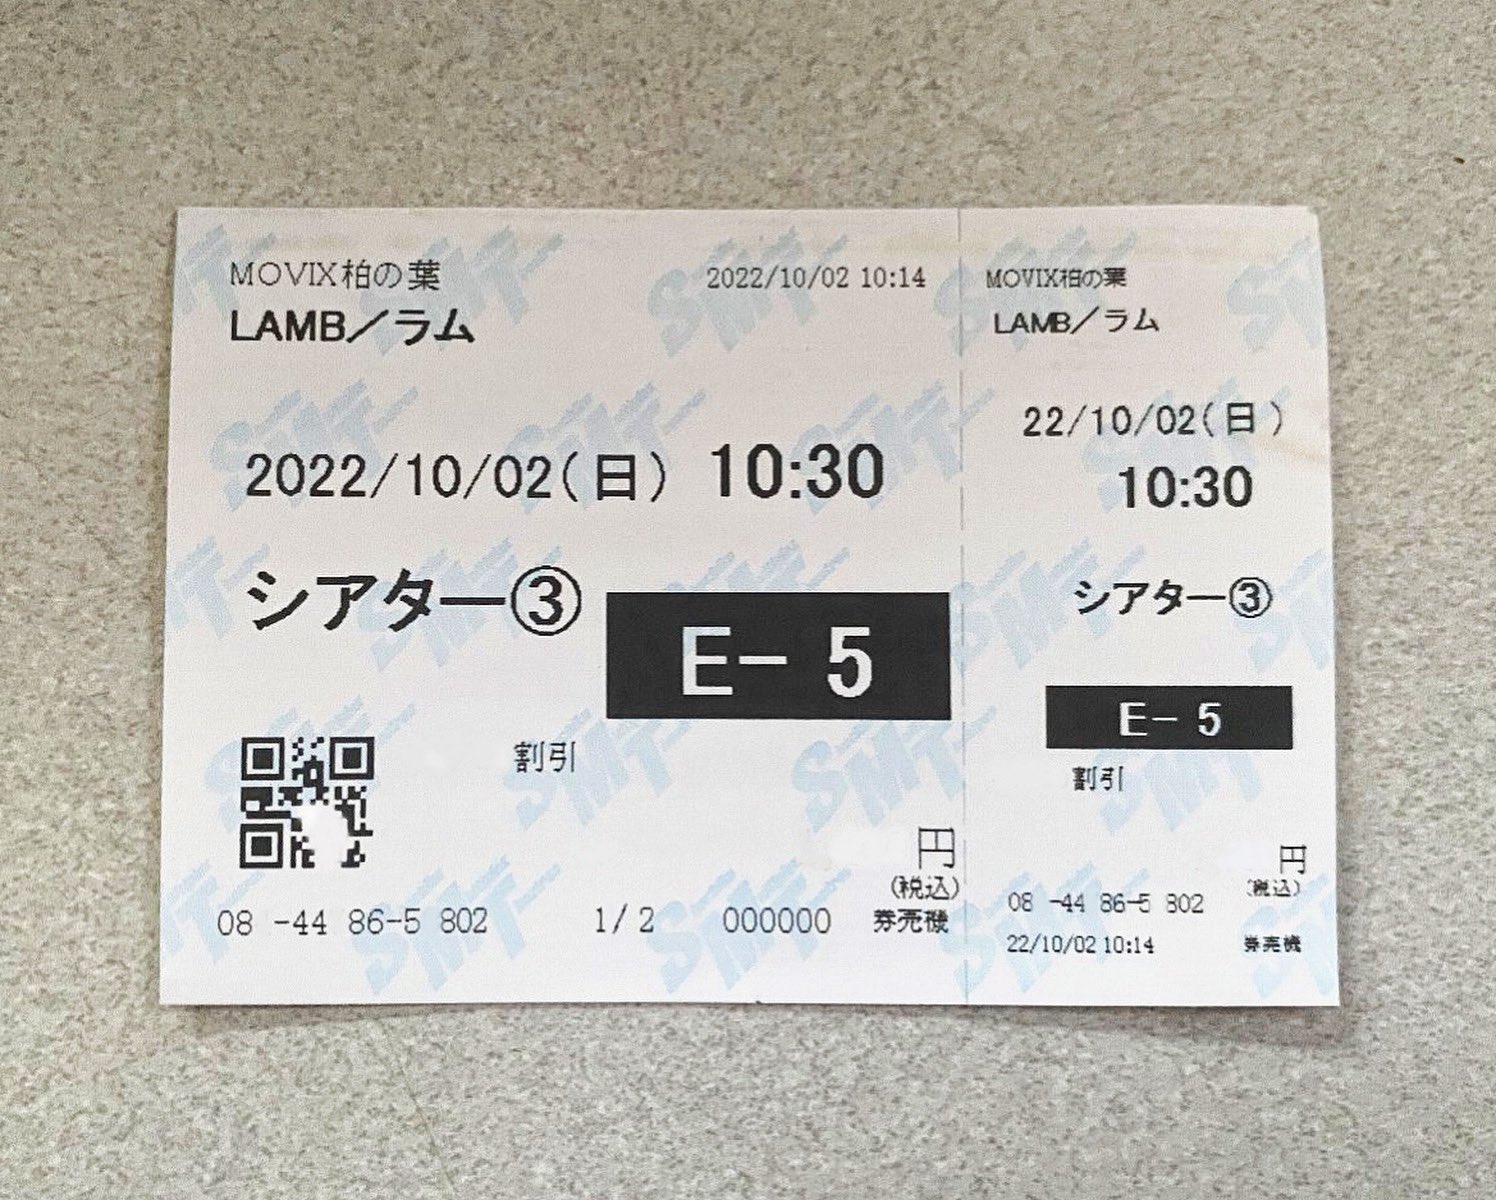 MOVIX柏の葉 2022/10/02 10:14
LAMB／ラム
2022/10/02(日) 10:30
シアター③
E- 5
割引
円
(税込)
08 -44 86-5 802 1/2 000000 券売機
MOVIX柏の葉
LAMB／ラム
22/10/02(日)
10:30
シアター③
E- 5
割引
円
(税込)
08 -44 86-5 802
22/10/02 10:14 券売機
SMT